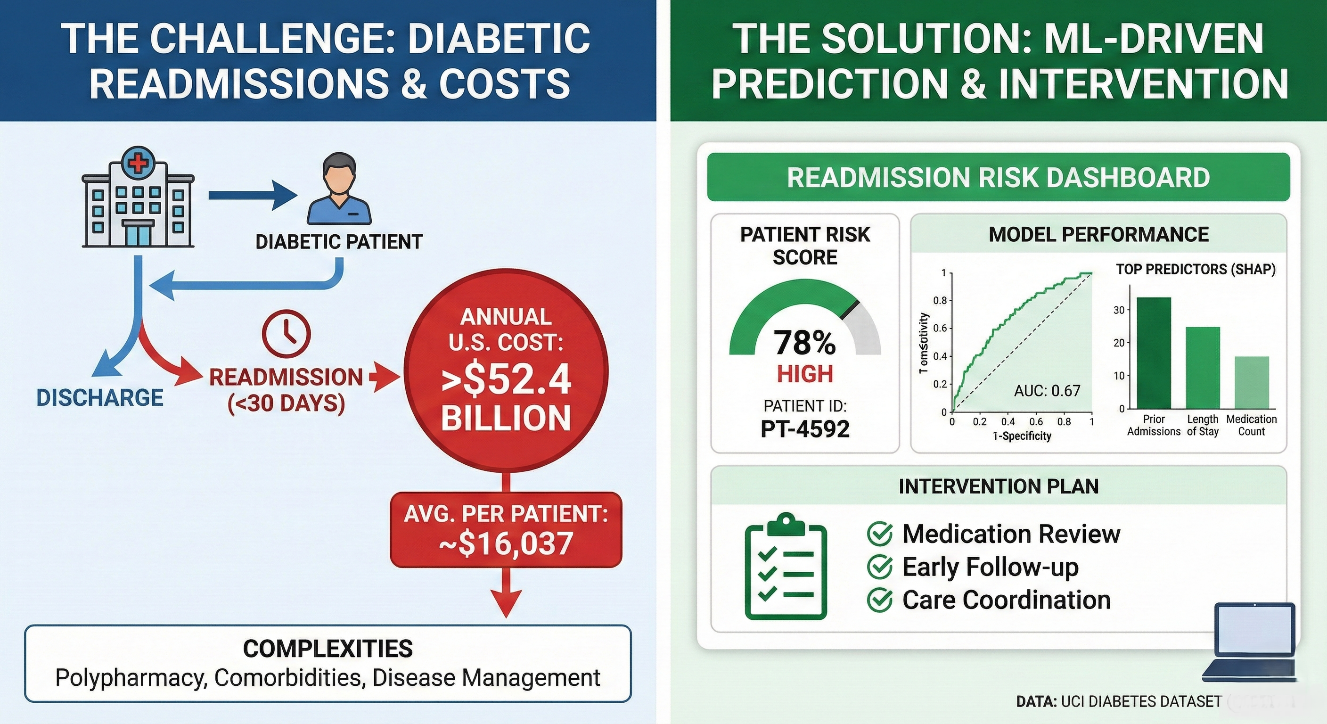 THE CHALLENGE: DIABETIC
READMISSIONS & COSTS
DIABETIC PATIENT
DISCHARGE
READMISSION
(<30 DAYS)
ANNUAL
U.S. COST:
>$52.4
BILLION
AVG. PER PATIENT:
~$16,037
COMPLEXITIES
Polypharmacy, Comorbidities, Disease Management
THE SOLUTION: ML-DRIVEN
PREDICTION & INTERVENTION
READMISSION RISK DASHBOARD
PATIENT RISK
SCORE
78%
HIGH
PATIENT ID:
PT-4592
MODEL PERFORMANCE
1
0.8
0.6
0.4
0.2
0
0 0.2 0.4 0.6 0.8 1
1-Specificity
AUC: 0.67
TOP PREDICTORS (SHAP)
30
20
10
0
Prior Length Medication
Admissions of Stay Count
INTERVENTION PLAN
Medication Review
Early Follow-up
Care Coordination
DATA: UCI DIABETES DATASET